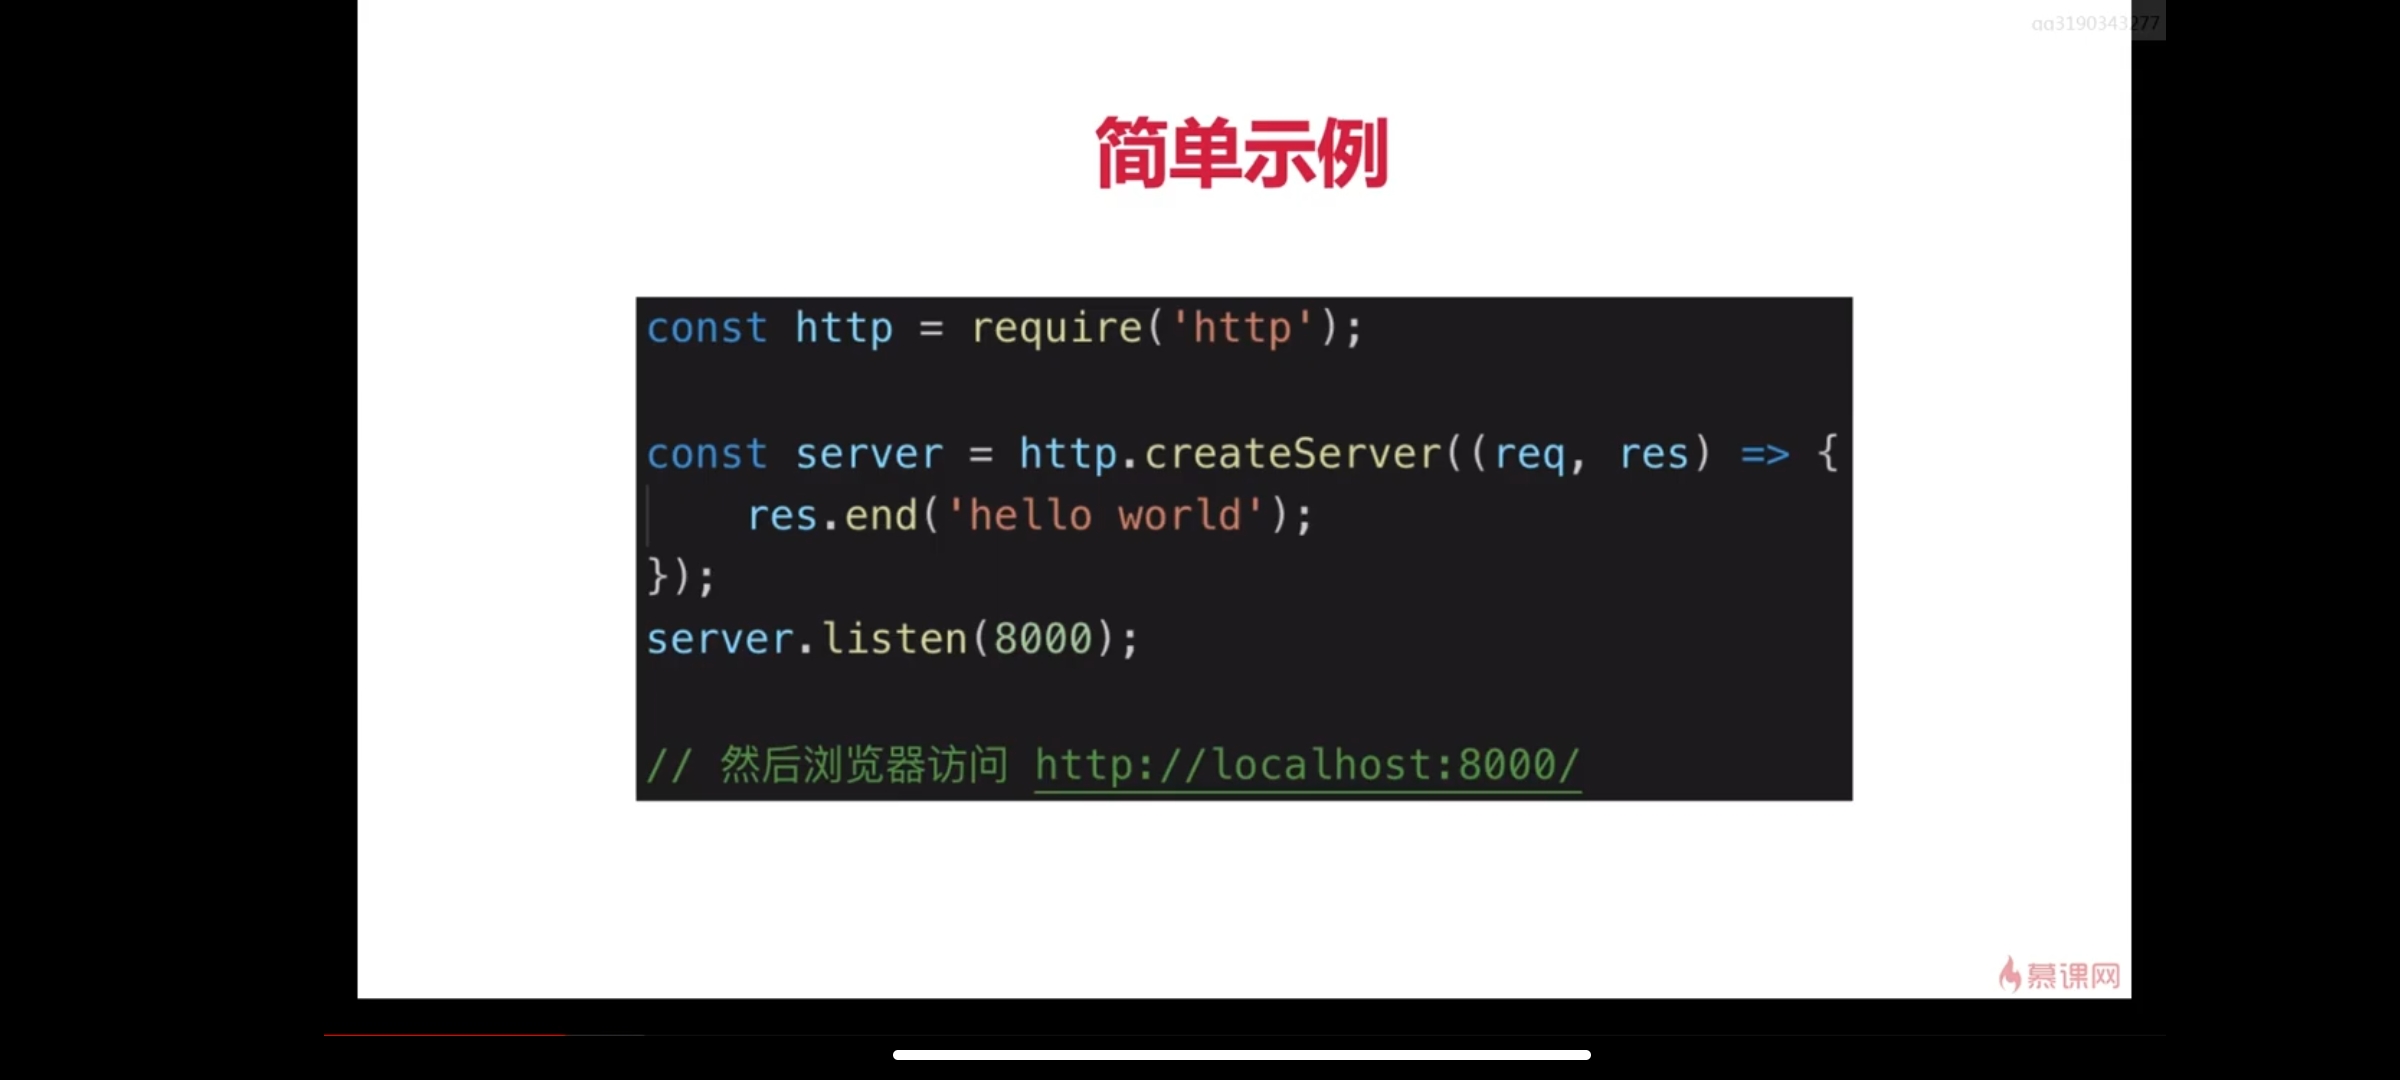 qq3190343277
简单示例
const http = require('http');
const server = http.createServer((req, res) => {
    res.end('hello world');
});
server.listen(8000);
// 然后浏览器访问 http://localhost:8000/
慕课网